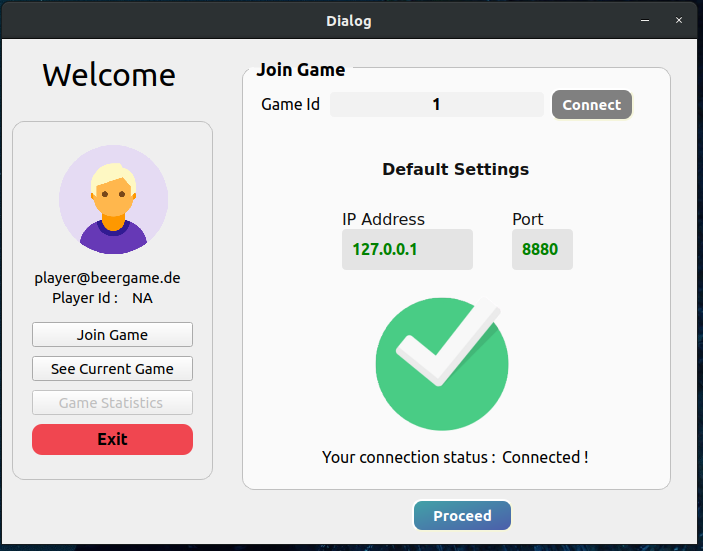 Dialog
Welcome
player@beergame.de
Player Id : NA
Join Game
See Current Game
Game Statistics
Exit
Join Game
Game Id 1 Connect
Default Settings
IP Address Port
127.0.0.1 8880
Your connection status : Connected !
Proceed